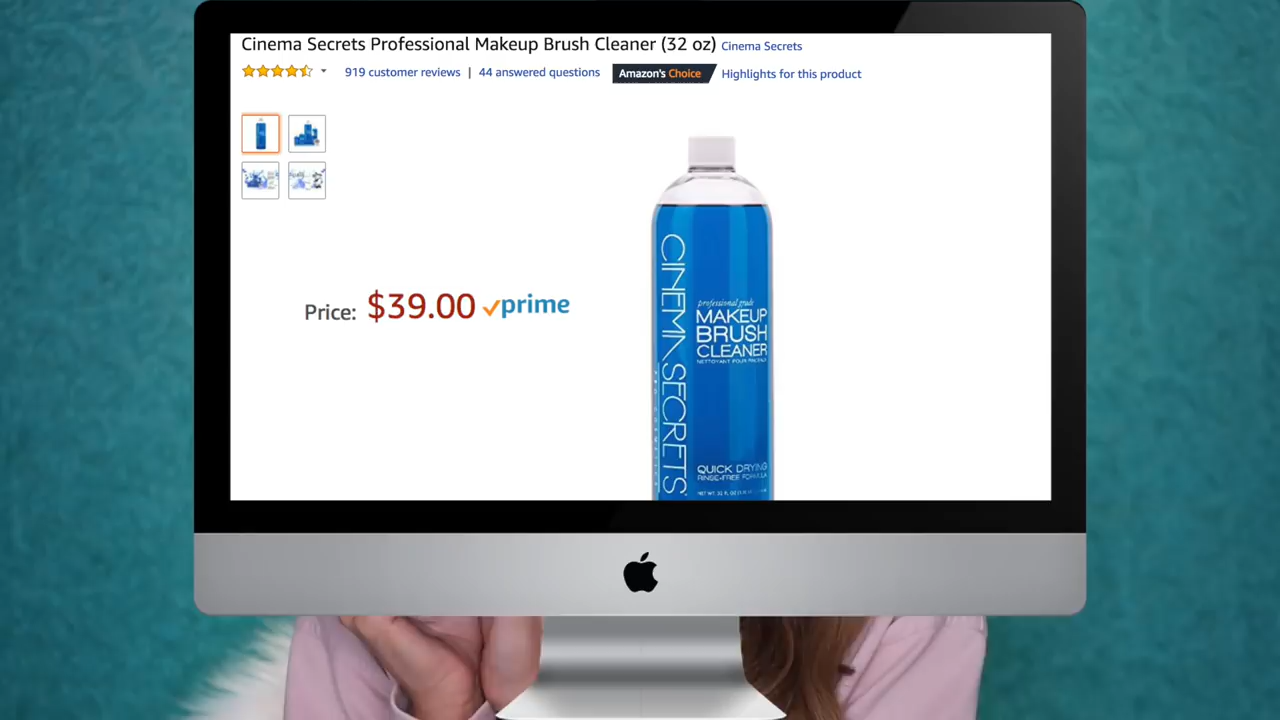 Cinema Secrets Professional Makeup Brush Cleaner (32 oz) Cinema Secrets
919 customer reviews | 44 answered questions Amazon's Choice Highlights for this product
Price: $39.00 prime
CINEMA SECRETS
professional grade
MAKEUP
BRUSH
CLEANER
NETTOYANT POUR PINCEAUX
QUICK DRYING
RINSE-FREE FORMULA